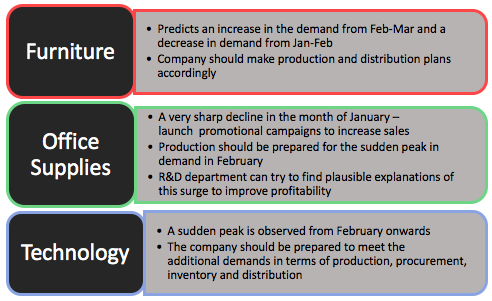 Furniture
• Predicts an increase in the demand from Feb-Mar and a
decrease in demand from Jan-Feb
• Company should make production and distribution plans
accordingly
Office
Supplies
• A very sharp decline in the month of January –
launch promotional campaigns to increase sales
• Production should be prepared for the sudden peak in
demand in February
• R&D department can try to find plausible explanations of
this surge to improve profitability
Technology
• A sudden peak is observed from February onwards
• The company should be prepared to meet the
additional demands in terms of production, procurement,
inventory and distribution